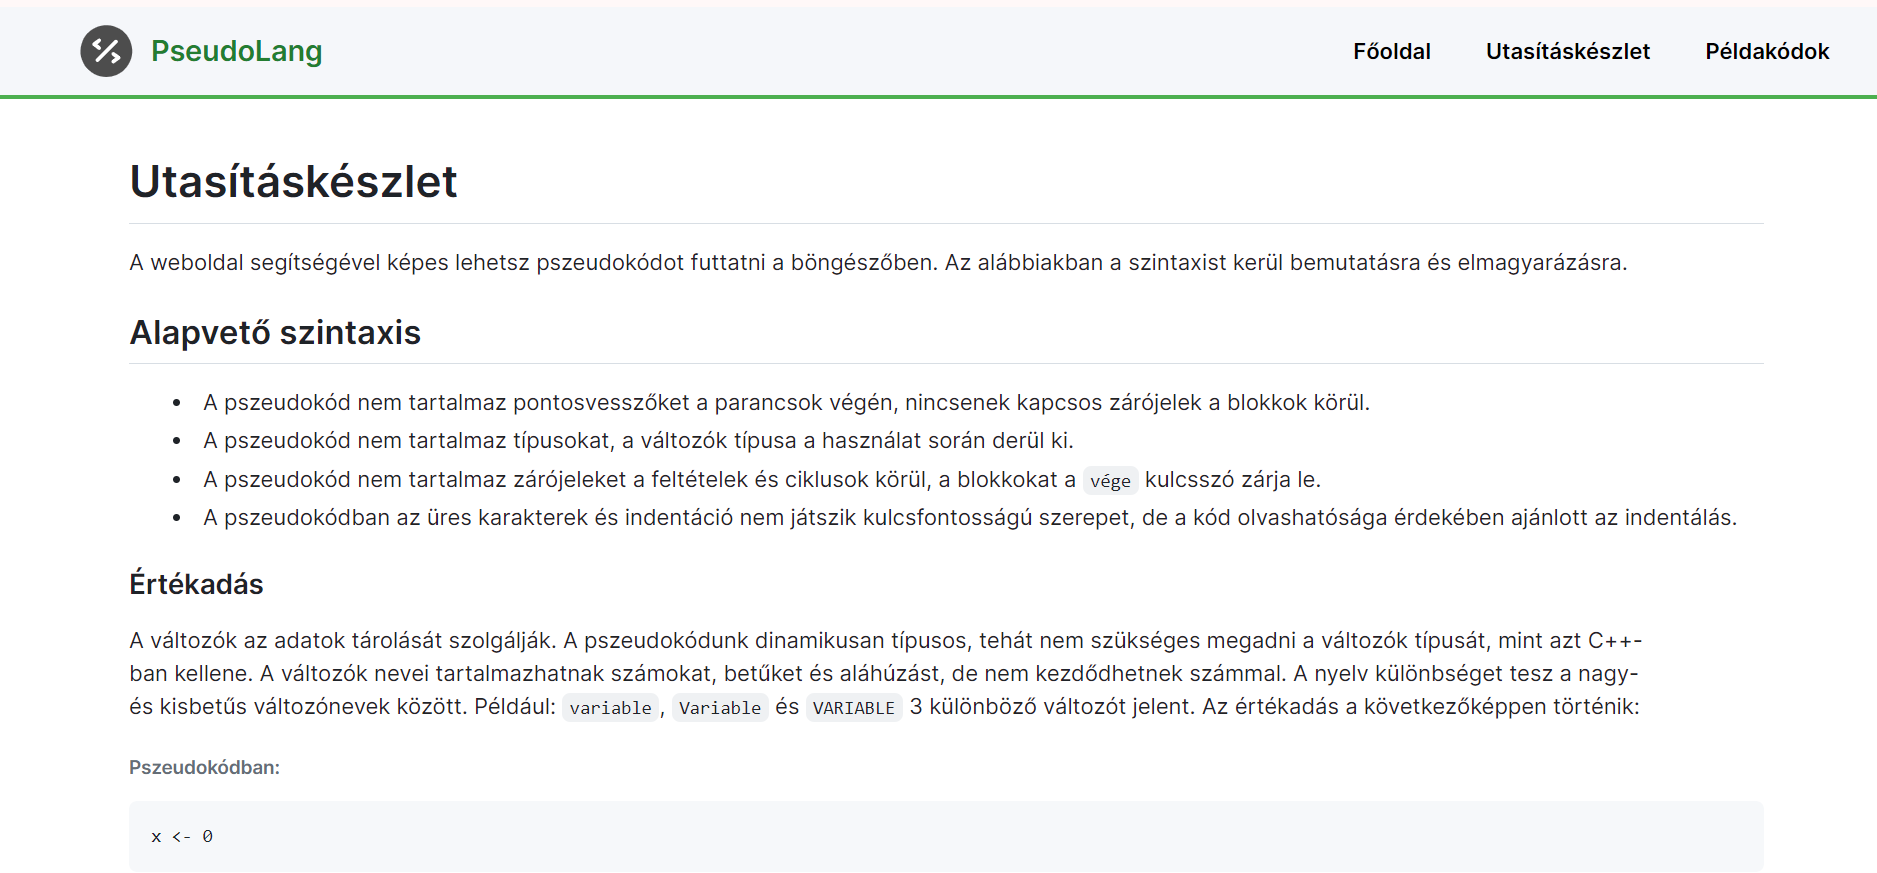 PseudoLang
Főoldal
Utasításkészlet
Példakódok
Utasításkészlet
A weboldal segítségével képes lehetsz pszeudokódot futtatni a böngészőben. Az alábbiakban a szintaxist kerül bemutatásra és elmagyarázásra.
Alapvető szintaxis
• A pszeudokód nem tartalmaz pontosvesszőket a parancsok végén, nincsenek kapcsos zárójelek a blokkok körül.
• A pszeudokód nem tartalmaz típusokat, a változók típusa a használat során derül ki.
• A pszeudokód nem tartalmaz zárójeleket a feltételek és ciklusok körül, a blokkokat a vége kulcsszó zárja le.
• A pszeudokódban az üres karakterek és indentáció nem játszik kulcsfontosságú szerepet, de a kód olvashatósága érdekében ajánlott az indentálás.
Értékadás
A változók az adatok tárolását szolgálják. A pszeudokódunk dinamikusan típusos, tehát nem szükséges megadni a változók típusát, mint azt C++-
ban kellene. A változók nevei tartalmazhatnak számokat, betűket és aláhúzást, de nem kezdődhetnek számmal. A nyelv különbséget tesz a nagy-
és kisbetűs változónevek között. Például: variable, Variable és VARIABLE 3 különböző változót jelent. Az értékadás a következőképpen történik:
Pszeudokódban:
x <- 0